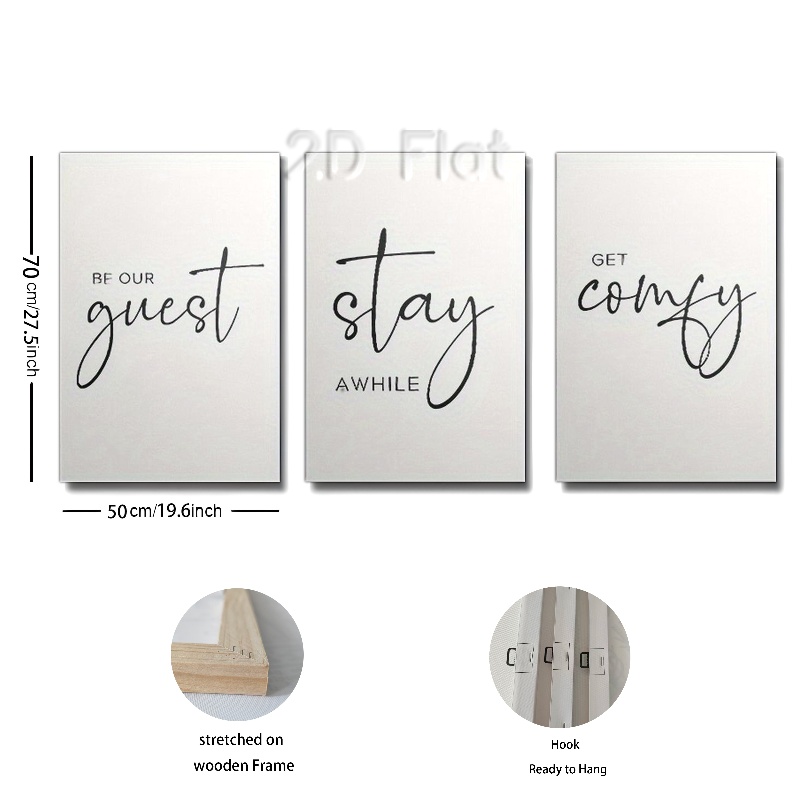 2D Flat
BE OUR
guest
stay
AWHILE
GET
comfy
70 cm/27.5inch
50cm/19.6inch
stretched on
wooden Frame
Hook
Ready to Hang